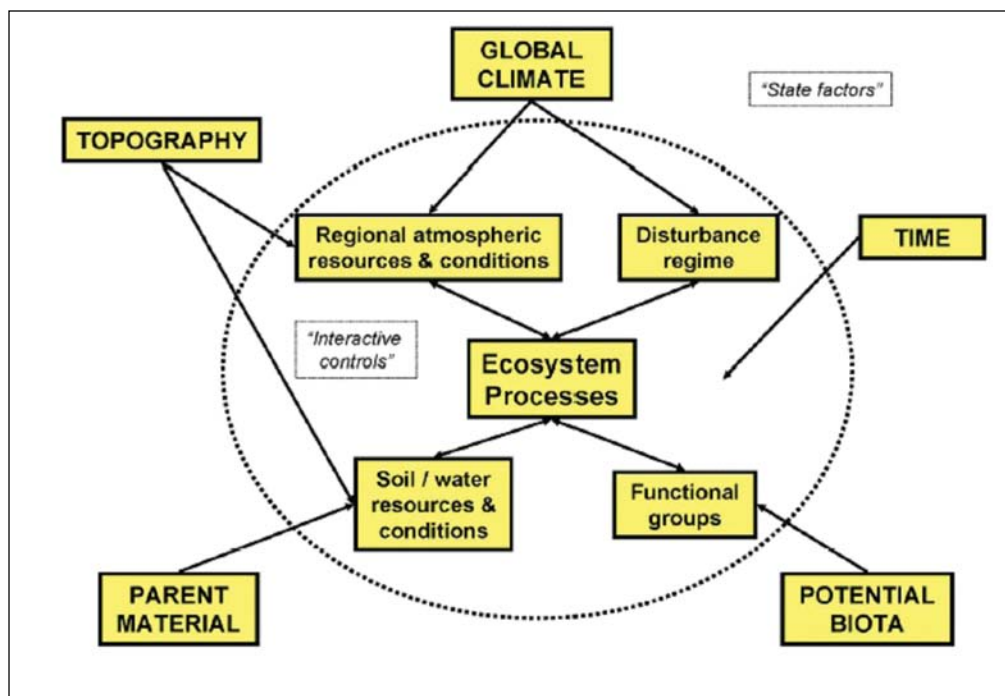 GLOBAL
CLIMATE
“State factors”
TOPOGRAPHY
Regional atmospheric
resources & conditions
Disturbance
regime
TIME
“Interactive
controls”
Ecosystem
Processes
Soil / water
resources &
conditions
Functional
groups
PARENT
MATERIAL
POTENTIAL
BIOTA